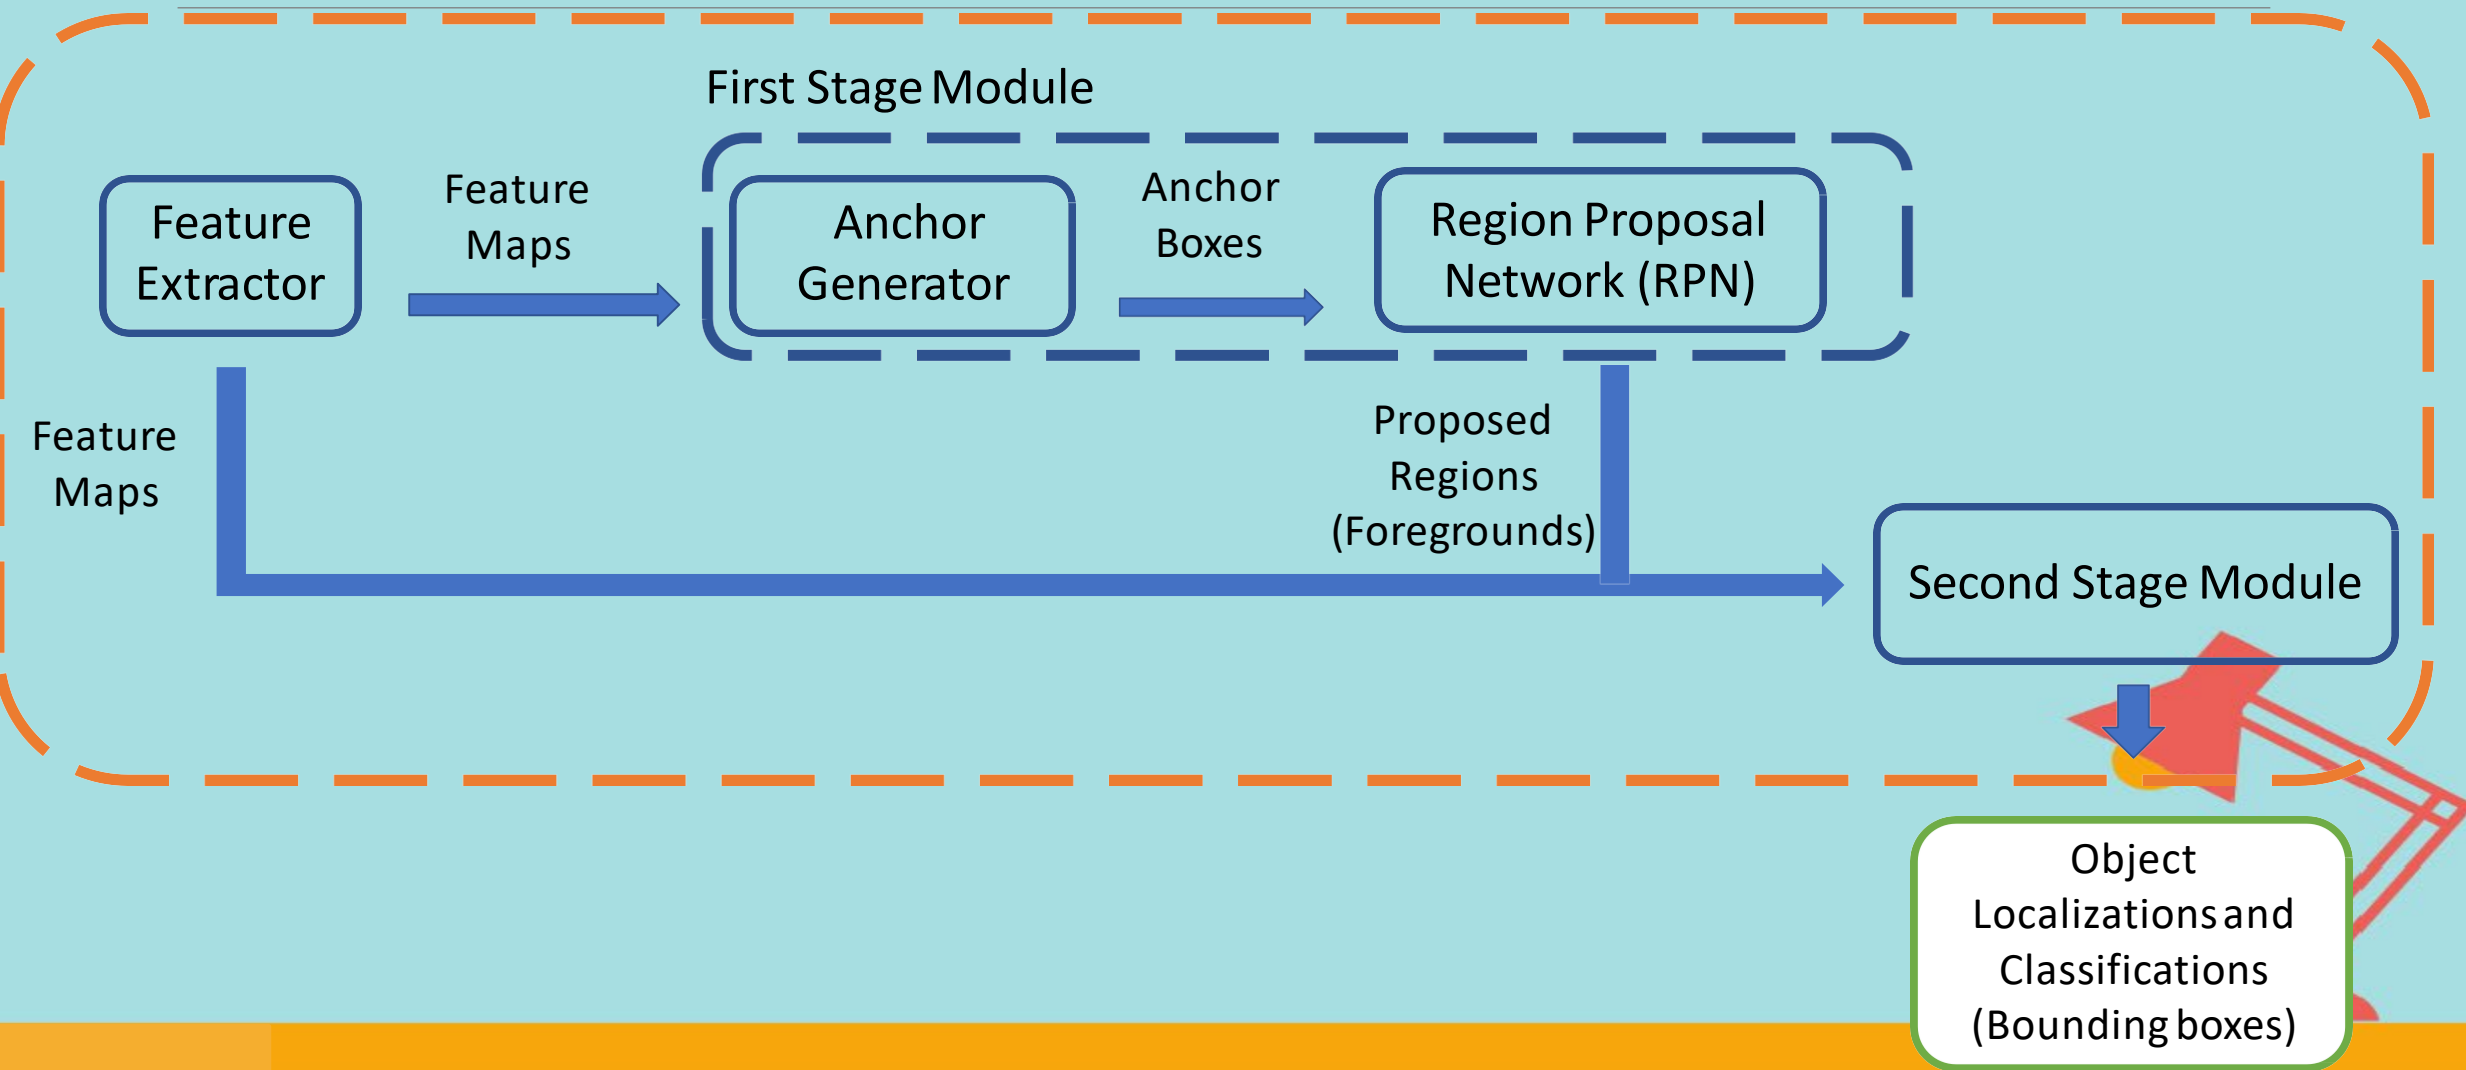 First Stage Module
Feature
Extractor
Feature
Maps
Anchor
Generator
Anchor
Boxes
Region Proposal
Network (RPN)
Feature
Maps
Proposed
Regions
(Foregrounds)
Second Stage Module
Object
Localizations and
Classifications
(Bounding boxes)